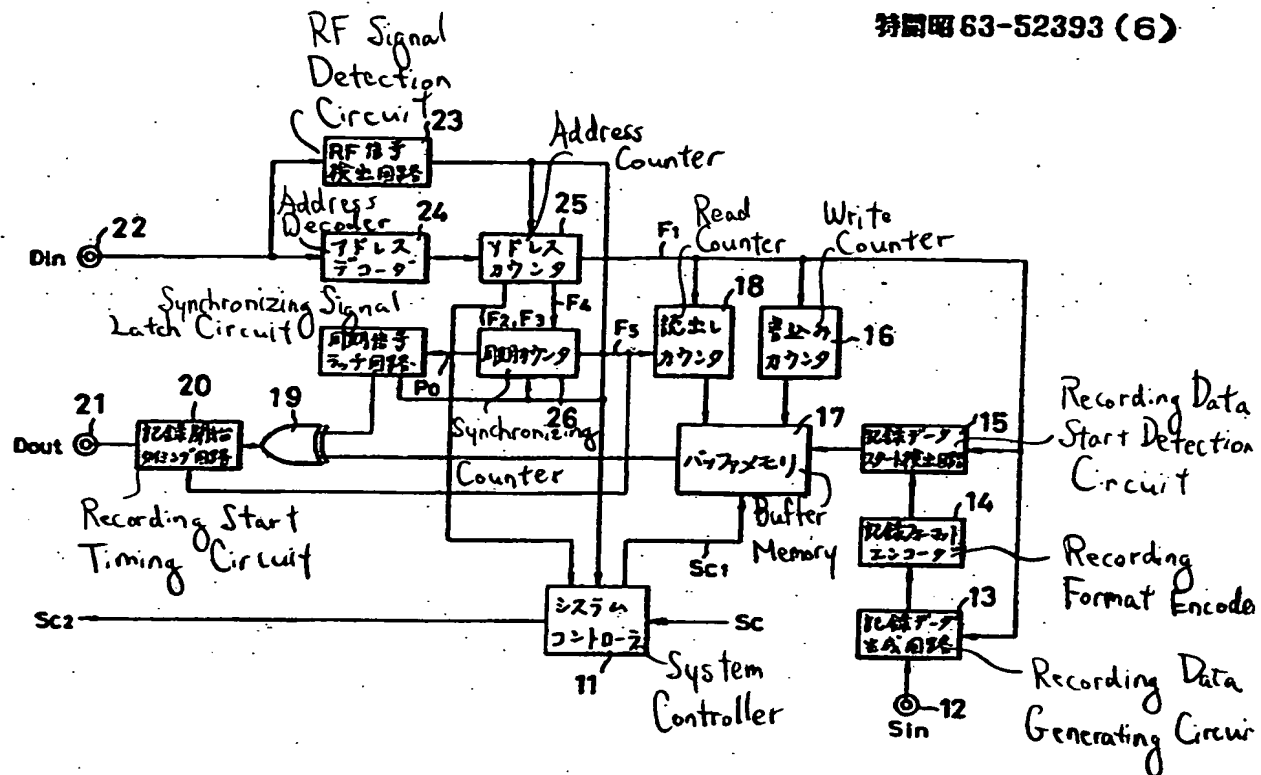 特開昭 63-52393 (6)
RF Signal
Detection
Circuit
23
RF信号
検出回路
Address
Counter
Address
Decoder
24
25
Read
Counter
Write
Counter
22
Din
アドレス
デコーダ
アドレス
カウンタ
F1
Synchronizing Signal
Latch Circuit
F2, F3
F4
18
同期信号
ラッチ回路
P0
同期カウンタ
F5
読出し
カウンタ
書込み
カウンタ
16
26
21
20
19
17
15
Recording Data
Start Detection
Circuit
Dout
記録開始
タイミング回路
Synchronizing
Counter
バッファメモリ
記録データ
スタート検出回路
Recording Start
Timing Circuit
Buffer
Memory
14
記録フォーマット
エンコーダ
Recording
Format Encode
Sc1
Sc2
システム
コントローラ
Sc
13
記録データ
生成回路
11
System
Controller
Recording Data
Generating Circui
12
Sin